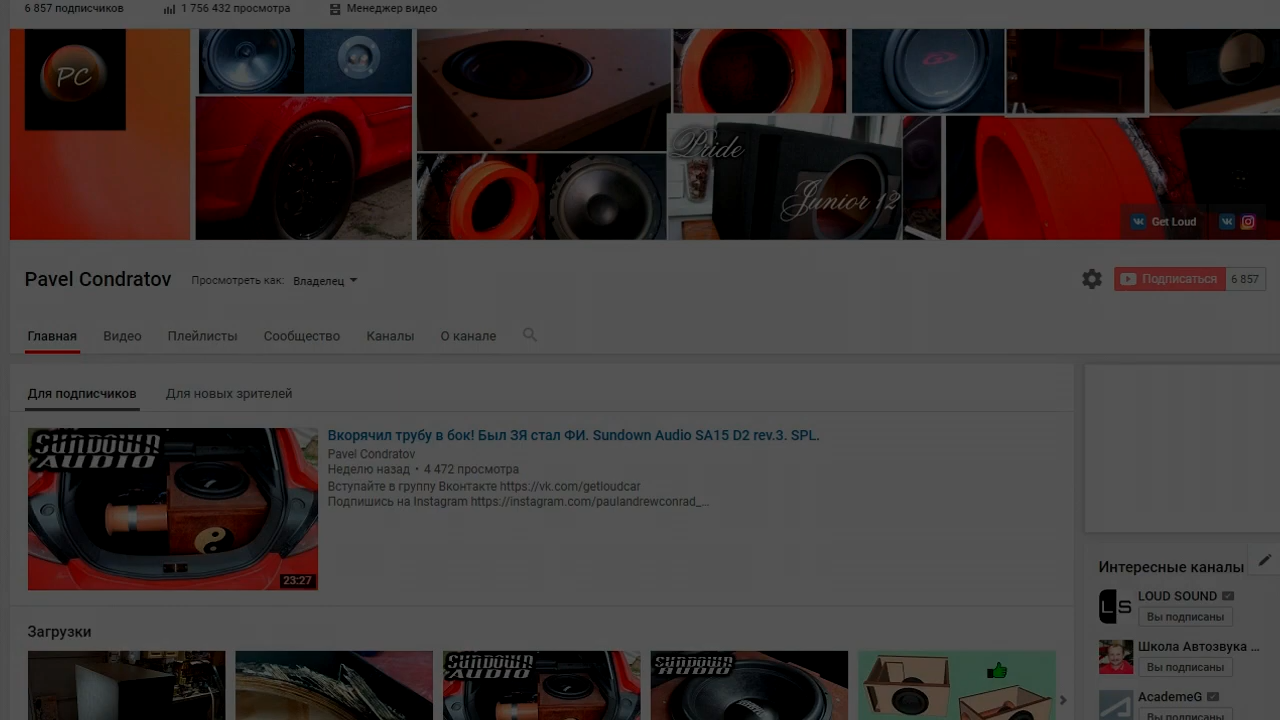 6 857 подписчиков
1 756 432 просмотра
Менеджер видео
PC
Pride
Junior 12
Get Loud
Pavel Condratov
Просмотреть как:
Владелец
Подписаться
6 857
Главная
Видео
Плейлисты
Сообщество
Каналы
О канале
Для подписчиков
Для новых зрителей
SUNDOWN
AUDIO
23:27
Вкорячил трубу в бок! Был ЗЯ стал ФИ. Sundown Audio SA15 D2 rev.3. SPL.
Pavel Condratov
Неделю назад • 4 472 просмотра
Вступайте в группу Вконтакте https://vk.com/getloudcar
Подпишись на Instagram https://instagram.com/paulandrewconrad_...
Интересные каналы
LS
LOUD SOUND
Вы подписаны
Школа Автозвука ...
Вы подписаны
AcademeG
Вы подписаны
Загрузки
SUNDOWN
AUDIO
SUNDOWN
AUDIO